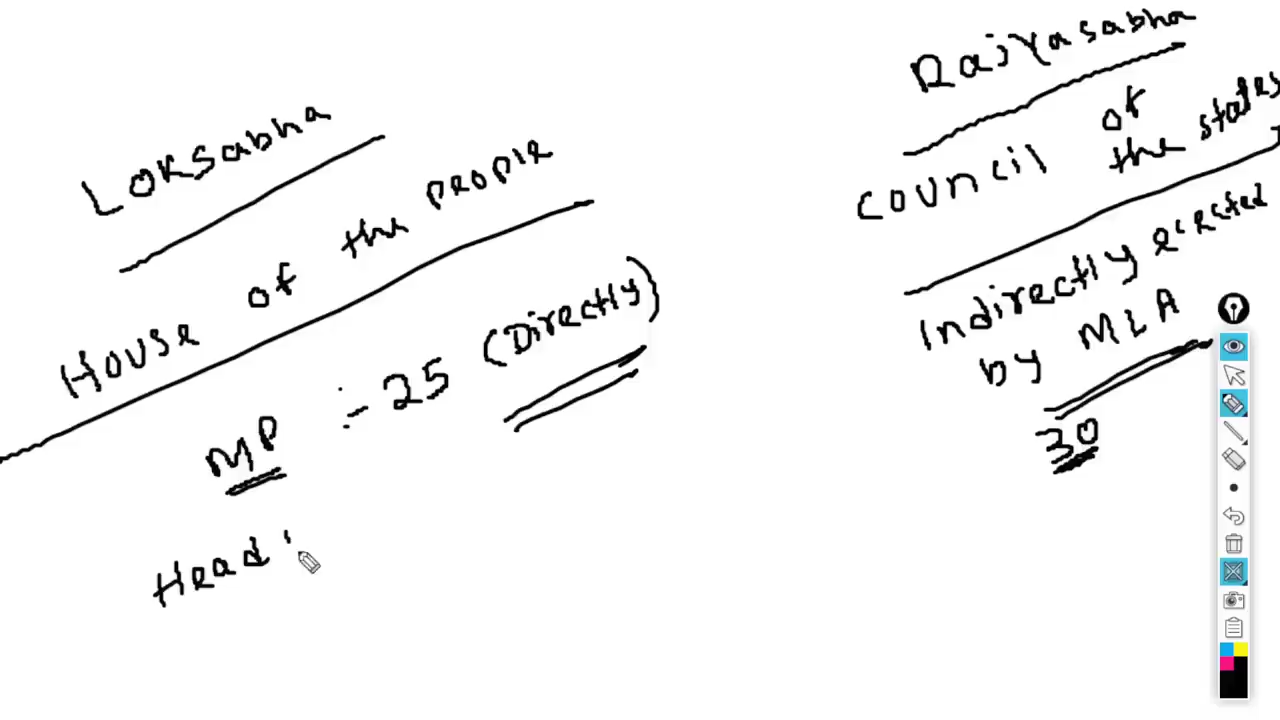 Loksabha
House of the people
MP :- 25 (Directly)
Head '
Rajyasabha
Council of the states
Indirectly elected
by MLA
30